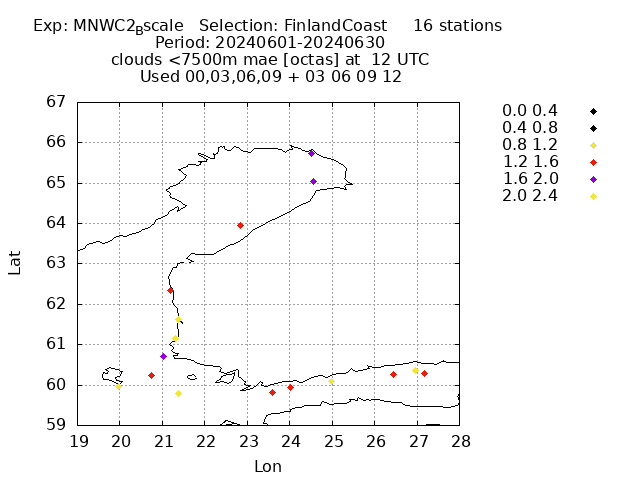 Exp: MNWC2Bscale Selection: FinlandCoast 16 stations
Period: 20240601-20240630
clouds <7500m mae [octas] at 12 UTC
Used 00,03,06,09 + 03 06 09 12
0.0 0.4
0.4 0.8
0.8 1.2
1.2 1.6
1.6 2.0
2.0 2.4
67
66
65
64
63
62
61
60
59
Lat
19 20 21 22 23 24 25 26 27 28
Lon